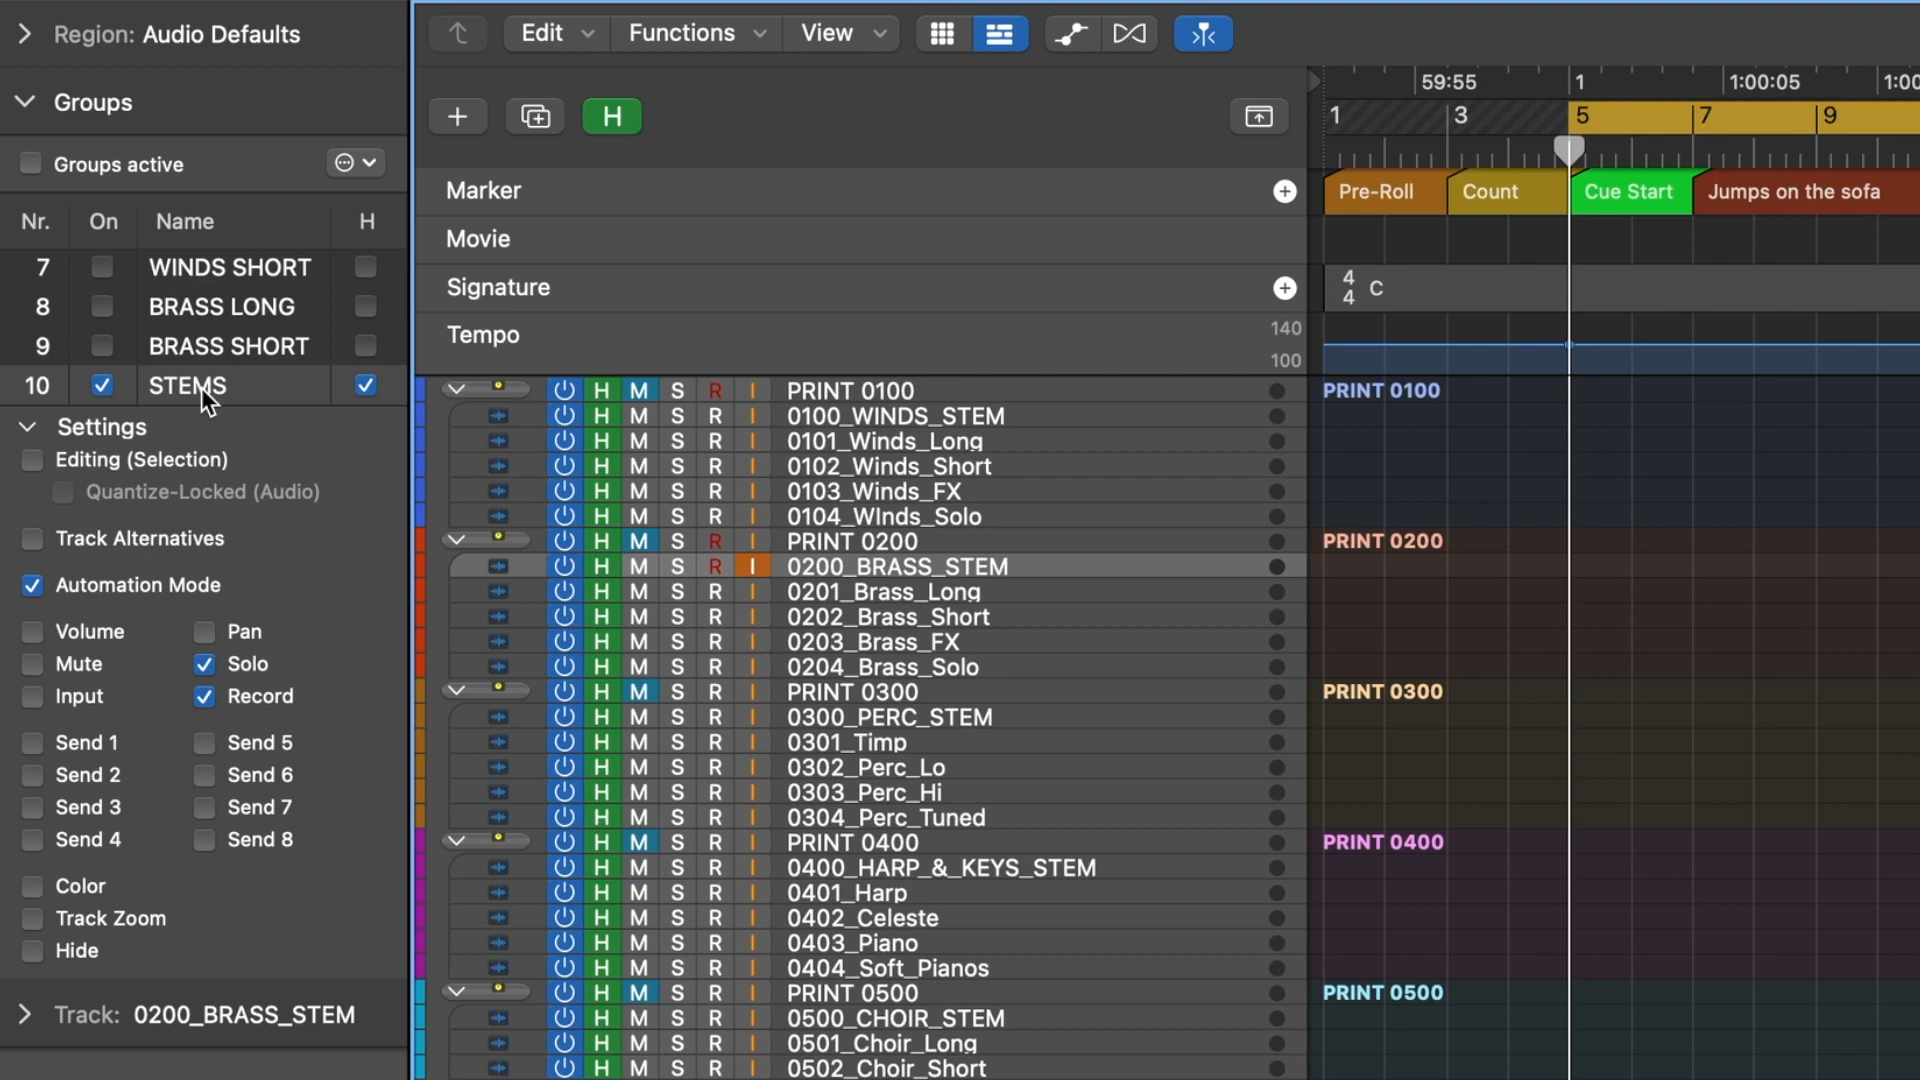 Region: Audio Defaults
Edit
Functions
View
Groups
H
59:55
1
1:00:05
1:00
1
3
5
7
9
Groups active
Marker
Pre-Roll
Count
Cue Start
Jumps on the sofa
Nr.
On
Name
H
Movie
7
WINDS SHORT
8
BRASS LONG
Signature
4
4
C
9
BRASS SHORT
Tempo
140
100
10
STEMS
Settings
Editing (Selection)
Quantize-Locked (Audio)
Track Alternatives
Automation Mode
Volume
Pan
Mute
Solo
Input
Record
Send 1
Send 5
Send 2
Send 6
Send 3
Send 7
Send 4
Send 8
Color
Track Zoom
Hide
Track: 0200_BRASS_STEM
H M S R I PRINT 0100
H M S R I 0100_WINDS_STEM
H M S R I 0101_Winds_Long
H M S R I 0102_Winds_Short
H M S R I 0103_Winds_FX
H M S R I 0104_WInds_Solo
H M S R I PRINT 0200
H M S R I 0200_BRASS_STEM
H M S R I 0201_Brass_Long
H M S R I 0202_Brass_Short
H M S R I 0203_Brass_FX
H M S R I 0204_Brass_Solo
H M S R I PRINT 0300
H M S R I 0300_PERC_STEM
H M S R I 0301_Timp
H M S R I 0302_Perc_Lo
H M S R I 0303_Perc_Hi
H M S R I 0304_Perc_Tuned
H M S R I PRINT 0400
H M S R I 0400_HARP_&_KEYS_STEM
H M S R I 0401_Harp
H M S R I 0402_Celeste
H M S R I 0403_Piano
H M S R I 0404_Soft_Pianos
H M S R I PRINT 0500
H M S R I 0500_CHOIR_STEM
H M S R I 0501_Choir_Long
H M S R I 0502_Choir_Short
PRINT 0100
PRINT 0200
PRINT 0300
PRINT 0400
PRINT 0500